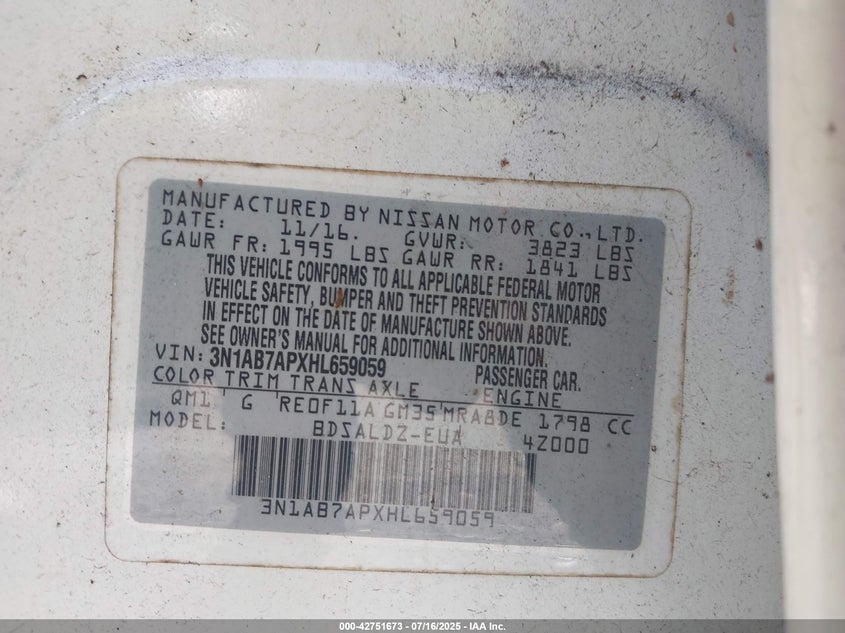 MANUFACTURED BY NISSAN MOTOR CO.,LTD.
DATE: 11/16. GVWR: 3823 LBS
GAWR FR: 1995 LBS GAWR RR: 1841 LBS
THIS VEHICLE CONFORMS TO ALL APPLICABLE FEDERAL MOTOR
VEHICLE SAFETY, BUMPER AND THEFT PREVENTION STANDARDS
IN EFFECT ON THE DATE OF MANUFACTURE SHOWN ABOVE.
SEE OWNER'S MANUAL FOR ADDITIONAL INFORMATION.
VIN: 3N1AB7APXHL659059 PASSENGER CAR.
COLOR TRIM TRANS AXLE ENGINE
QM1 G RE0F11A GM35 MRA8DE 1798 CC
MODEL: BDSALDZ-EUA 4Z000
3N1AB7APXHL659059
000-42751673 - 07/16/2025 - IAA Inc.